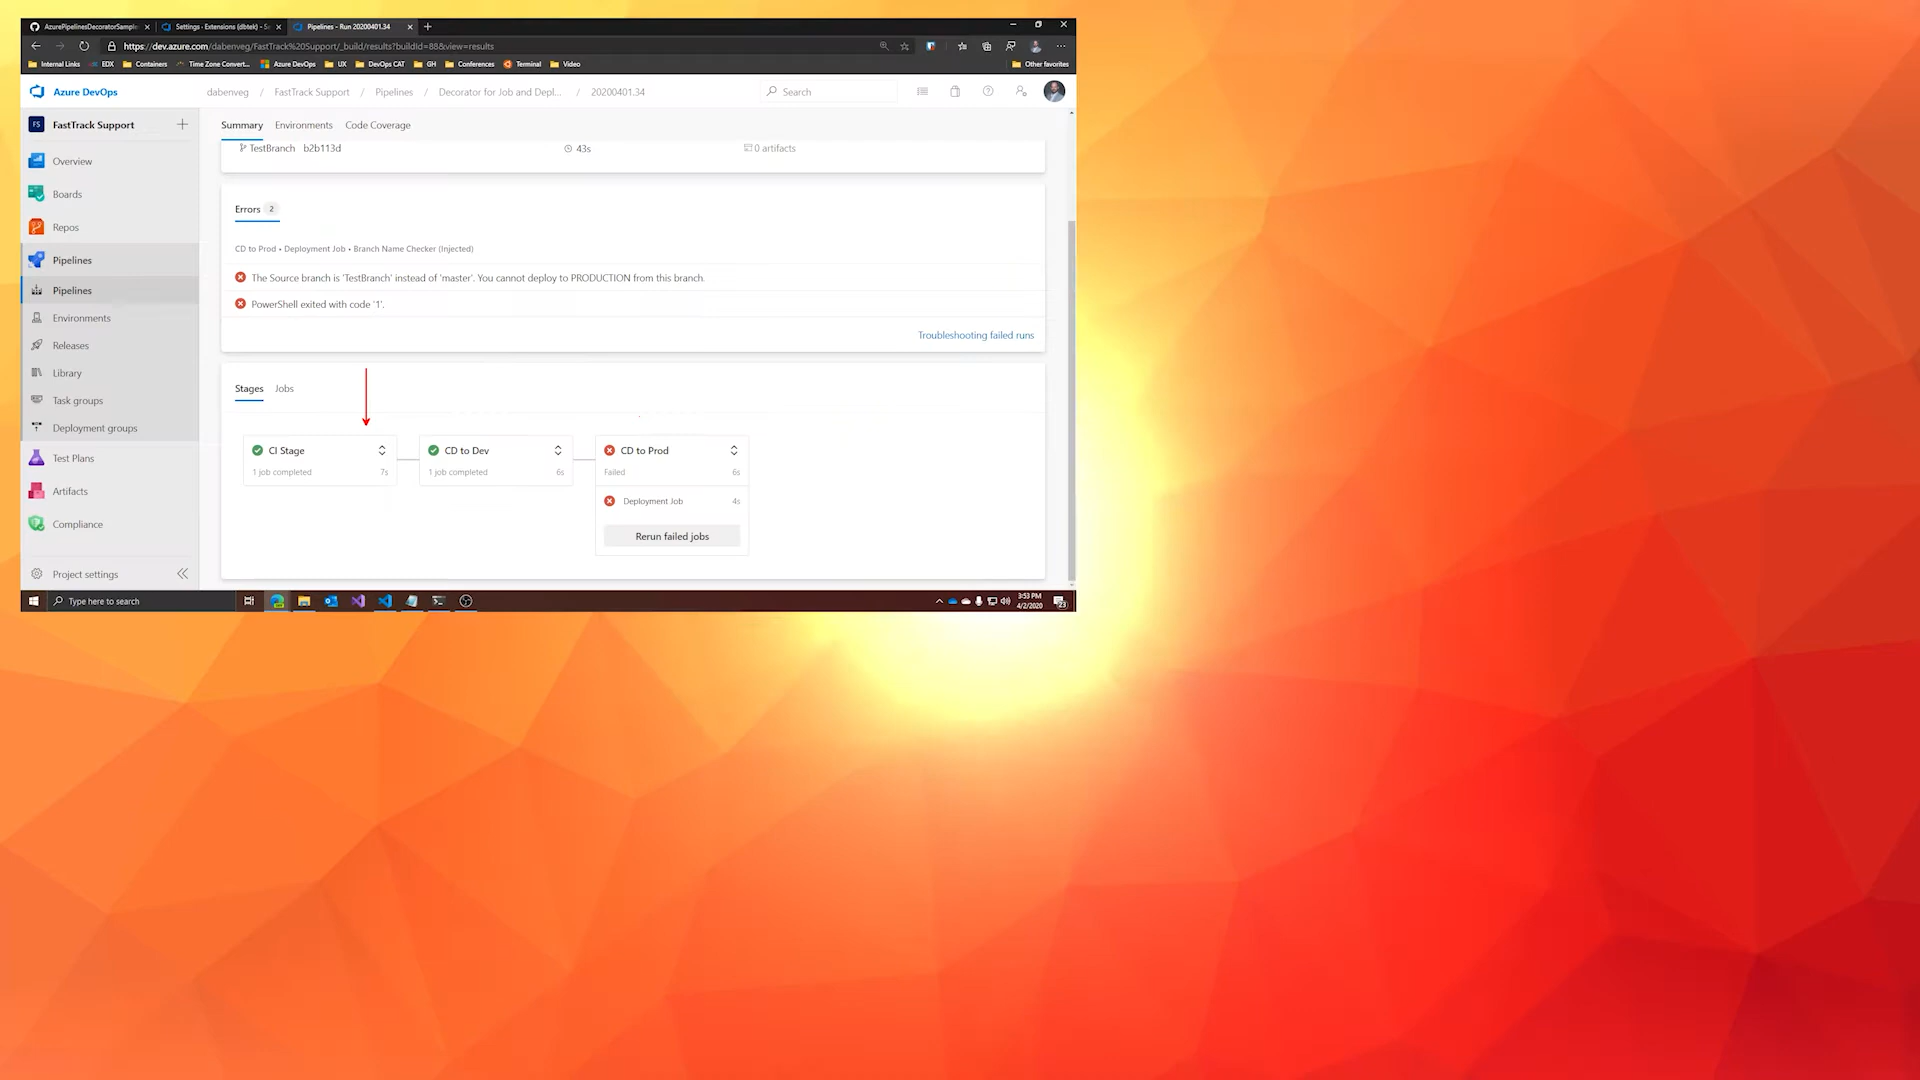 AzurePipelinesDecoratorSample
Settings - Extensions (dbtek) - S
Pipelines - Run 20200401.34
https://dev.azure.com/dabenveg/FastTrack%20Support/_build/results?buildId=88&view=results
Internal Links EDX Containers Time Zone Convert... Azure DevOps UX DevOps CAT GH Conferences Terminal Video Other favorites
Azure DevOps dabenveg / FastTrack Support / Pipelines / Decorator for Job and Depl... / 20200401.34 Search
FS FastTrack Support
Overview
Boards
Repos
Pipelines
Pipelines
Environments
Releases
Library
Task groups
Deployment groups
Test Plans
Artifacts
Compliance
Project settings
Summary Environments Code Coverage
TestBranch b2b113d 43s 0 artifacts
Errors 2
CD to Prod • Deployment Job • Branch Name Checker (Injected)
The Source branch is 'TestBranch' instead of 'master'. You cannot deploy to PRODUCTION from this branch.
PowerShell exited with code '1'.
Troubleshooting failed runs
Stages Jobs
CI Stage
1 job completed 7s
CD to Dev
1 job completed 6s
CD to Prod
Failed 6s
Deployment Job 4s
Rerun failed jobs
Type here to search
3:53 PM
4/2/2020
23